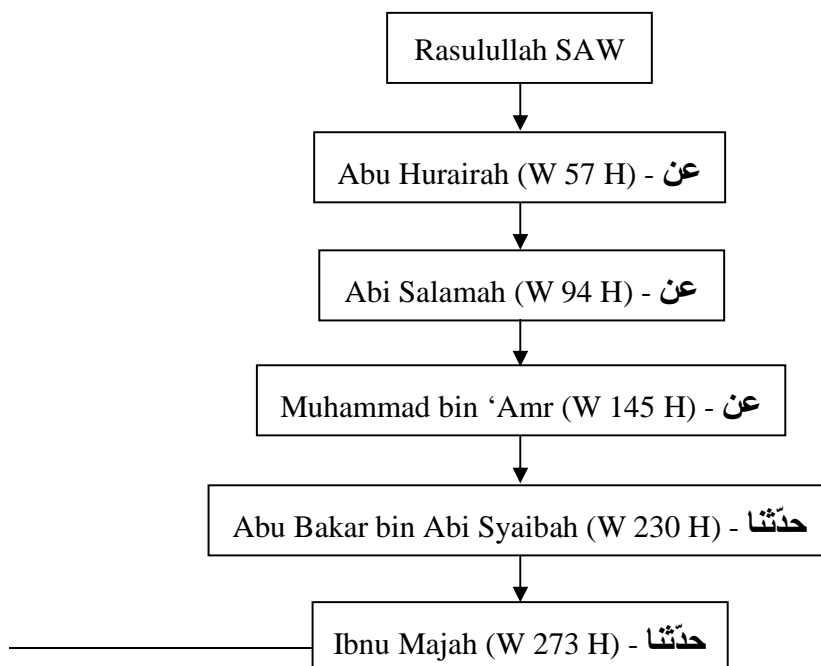 Rasulullah SAW
Abu Hurairah (W 57 H) - عن
Abi Salamah (W 94 H) - عن
Muhammad bin ‘Amr (W 145 H) - عن
Abu Bakar bin Abi Syaibah (W 230 H) - حدّثنا
Ibnu Majah (W 273 H) - حدّثنا